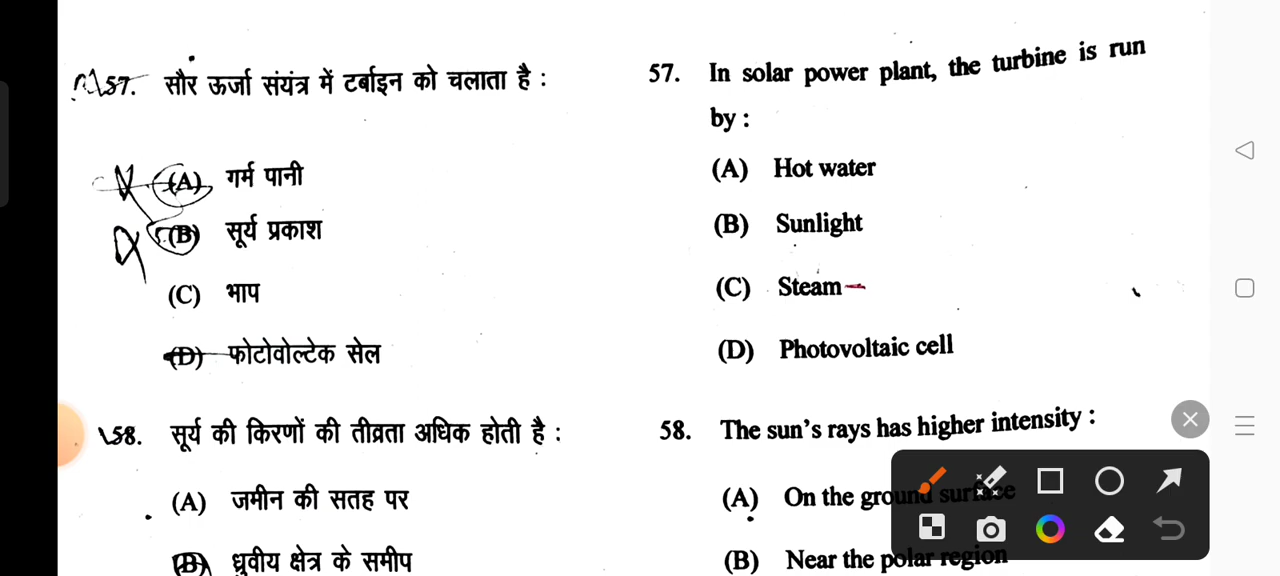 57. सौर ऊर्जा संयंत्र में टर्बाइन को चलाता है :
(A) गर्म पानी
(B) सूर्य प्रकाश
(C) भाप
(D) फोटोवोल्टेक सेल
58. सूर्य की किरणों की तीव्रता अधिक होती है :
(A) जमीन की सतह पर
(B) ध्रुवीय क्षेत्र के समीप
57. In solar power plant, the turbine is run
by :
(A) Hot water
(B) Sunlight
(C) Steam
(D) Photovoltaic cell
58. The sun's rays has higher intensity :
(A) On the ground surface
(B) Near the polar region